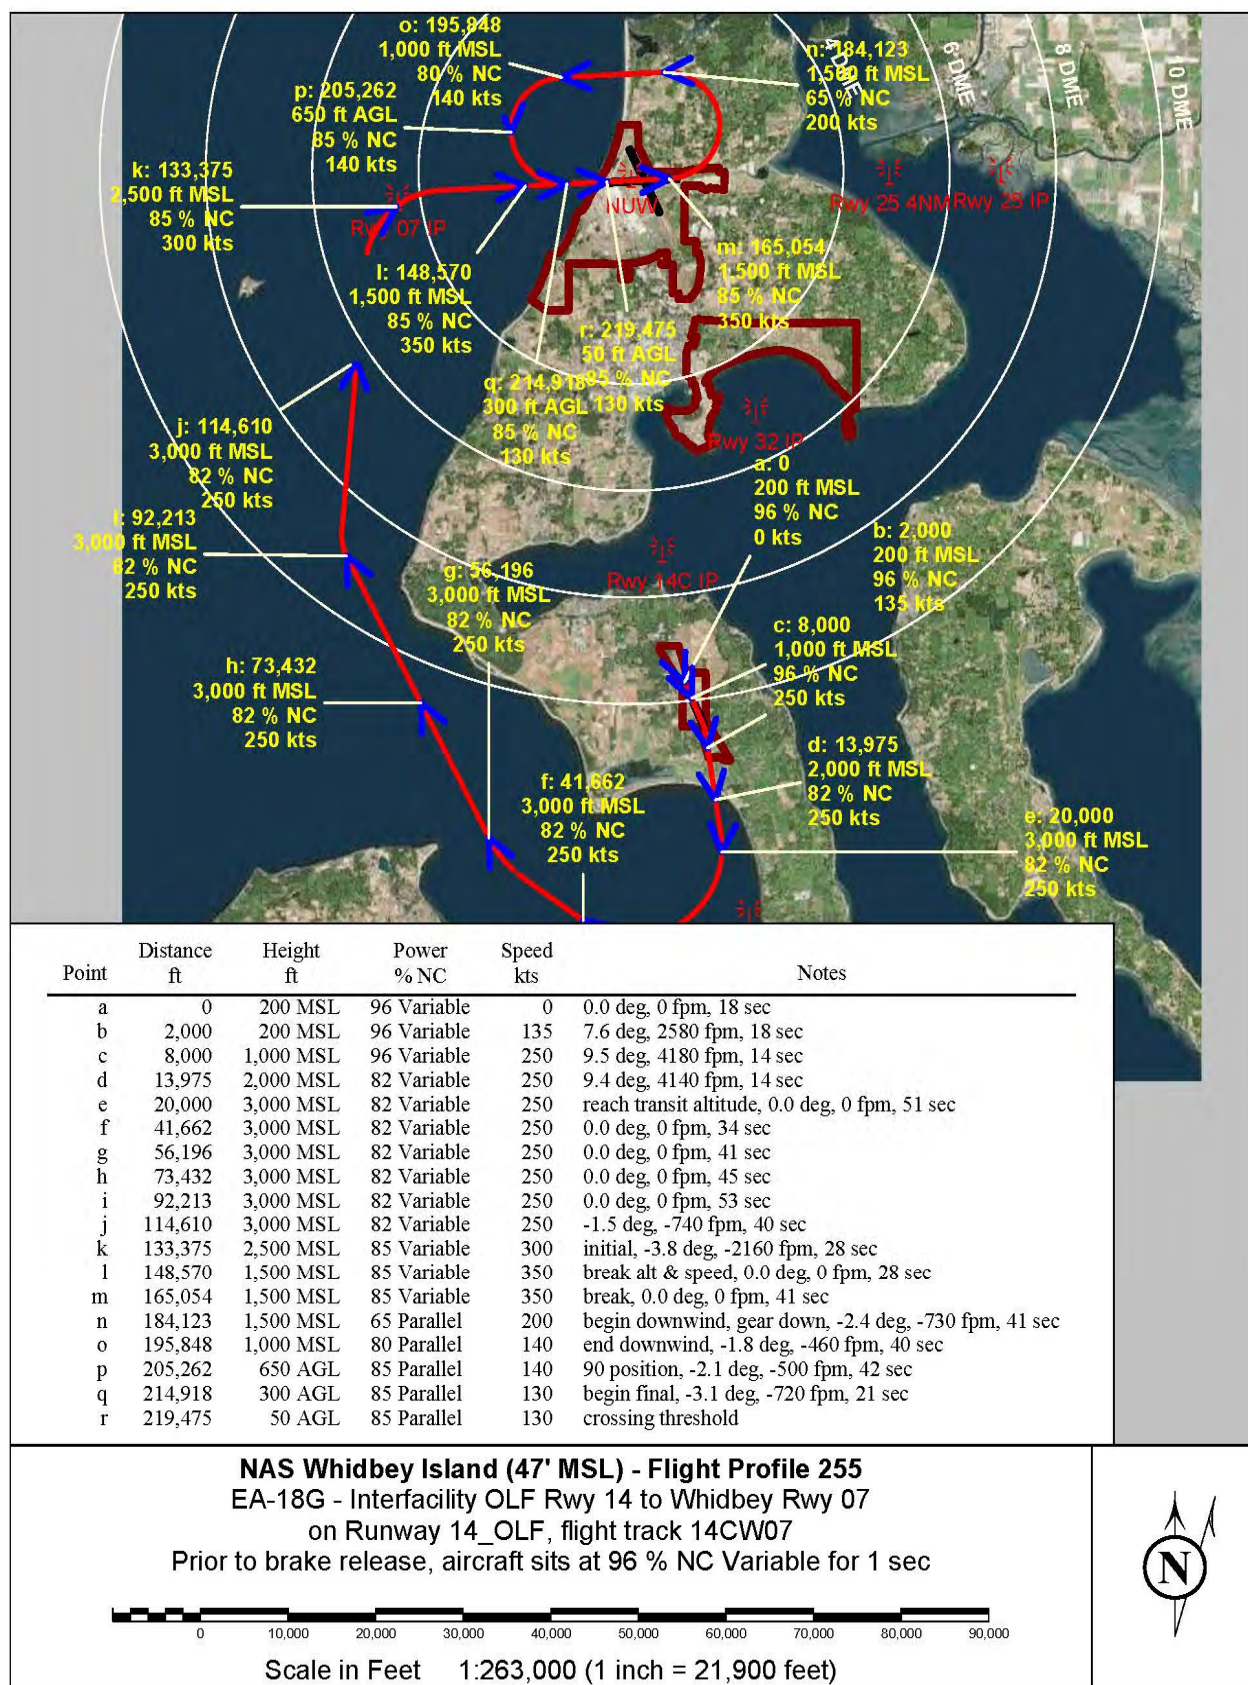 o: 195,848
1,000 ft MSL
80 % NC
140 kts
n: 184,123
1,500 ft MSL
65 % NC
200 kts
4 DME
6 DME
8 DME
10 DME
p: 205,262
650 ft AGL
85 % NC
140 kts
k: 133,375
2,500 ft MSL
85 % NC
300 kts
Rwy 07 IP
NUW
Rwy 25 4NM
Rwy 25 IP
l: 148,570
1,500 ft MSL
85 % NC
350 kts
m: 165,054
1,500 ft MSL
85 % NC
350 kts
r: 219,475
50 ft AGL
85 % NC
130 kts
q: 214,918
300 ft AGL
85 % NC
130 kts
j: 114,610
3,000 ft MSL
82 % NC
250 kts
Rwy 32 IP
a: 0
200 ft MSL
96 % NC
0 kts
i: 92,213
3,000 ft MSL
82 % NC
250 kts
b: 2,000
200 ft MSL
96 % NC
135 kts
g: 56,196
3,000 ft MSL
82 % NC
250 kts
Rwy 14C IP
c: 8,000
1,000 ft MSL
96 % NC
250 kts
h: 73,432
3,000 ft MSL
82 % NC
250 kts
d: 13,975
2,000 ft MSL
82 % NC
250 kts
f: 41,662
3,000 ft MSL
82 % NC
250 kts
e: 20,000
3,000 ft MSL
82 % NC
250 kts
Point Distance ft Height ft Power % NC Speed kts Notes
a 0 200 MSL 96 Variable 0 0.0 deg, 0 fpm, 18 sec
b 2,000 200 MSL 96 Variable 135 7.6 deg, 2580 fpm, 18 sec
c 8,000 1,000 MSL 96 Variable 250 9.5 deg, 4180 fpm, 14 sec
d 13,975 2,000 MSL 82 Variable 250 9.4 deg, 4140 fpm, 14 sec
e 20,000 3,000 MSL 82 Variable 250 reach transit altitude, 0.0 deg, 0 fpm, 51 sec
f 41,662 3,000 MSL 82 Variable 250 0.0 deg, 0 fpm, 34 sec
g 56,196 3,000 MSL 82 Variable 250 0.0 deg, 0 fpm, 41 sec
h 73,432 3,000 MSL 82 Variable 250 0.0 deg, 0 fpm, 45 sec
i 92,213 3,000 MSL 82 Variable 250 0.0 deg, 0 fpm, 53 sec
j 114,610 3,000 MSL 82 Variable 250 -1.5 deg, -740 fpm, 40 sec
k 133,375 2,500 MSL 85 Variable 300 initial, -3.8 deg, -2160 fpm, 28 sec
l 148,570 1,500 MSL 85 Variable 350 break alt & speed, 0.0 deg, 0 fpm, 28 sec
m 165,054 1,500 MSL 85 Variable 350 break, 0.0 deg, 0 fpm, 41 sec
n 184,123 1,500 MSL 65 Parallel 200 begin downwind, gear down, -2.4 deg, -730 fpm, 41 sec
o 195,848 1,000 MSL 80 Parallel 140 end downwind, -1.8 deg, -460 fpm, 40 sec
p 205,262 650 AGL 85 Parallel 140 90 position, -2.1 deg, -500 fpm, 42 sec
q 214,918 300 AGL 85 Parallel 130 begin final, -3.1 deg, -720 fpm, 21 sec
r 219,475 50 AGL 85 Parallel 130 crossing threshold
NAS Whidbey Island (47' MSL) - Flight Profile 255
EA-18G - Interfacility OLF Rwy 14 to Whidbey Rwy 07
on Runway 14_OLF, flight track 14CW07
Prior to brake release, aircraft sits at 96 % NC Variable for 1 sec
0 10,000 20,000 30,000 40,000 50,000 60,000 70,000 80,000 90,000
Scale in Feet 1:263,000 (1 inch = 21,900 feet)
N